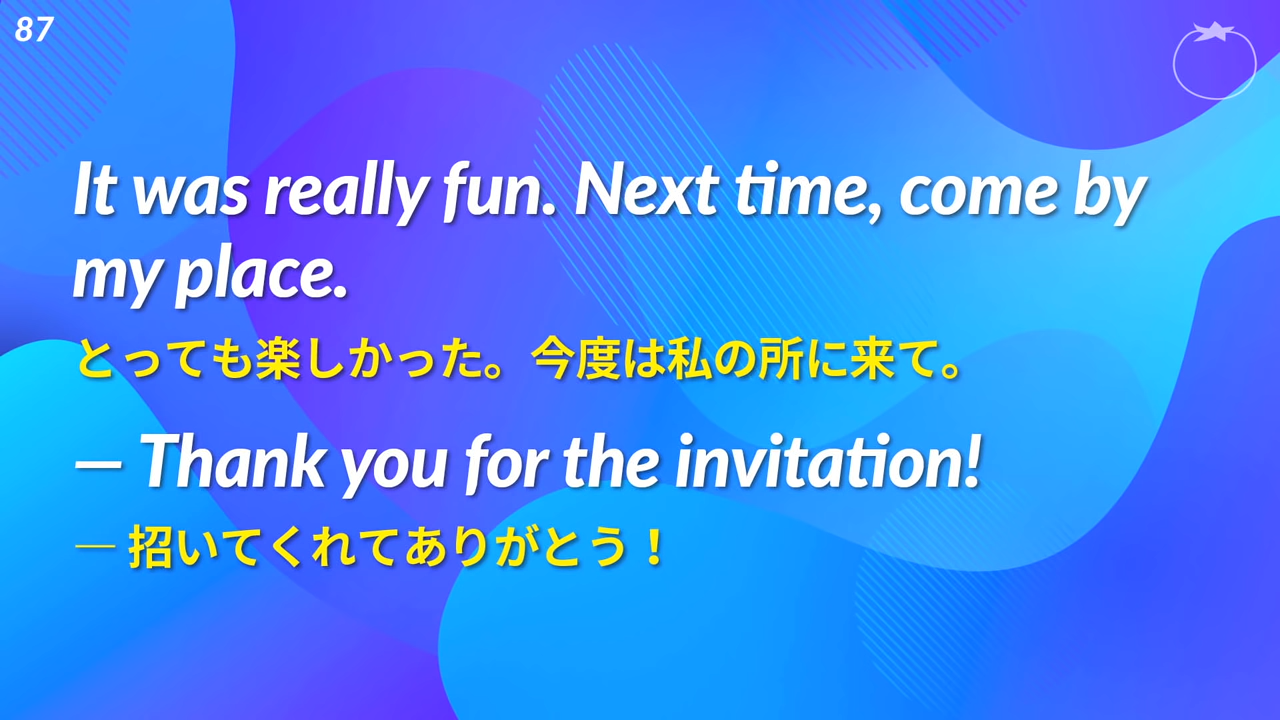 87
It was really fun. Next time, come by
my place.
とっても楽しかった。今度は私の所に来て。
– Thank you for the invitation!
― 招いてくれてありがとう！